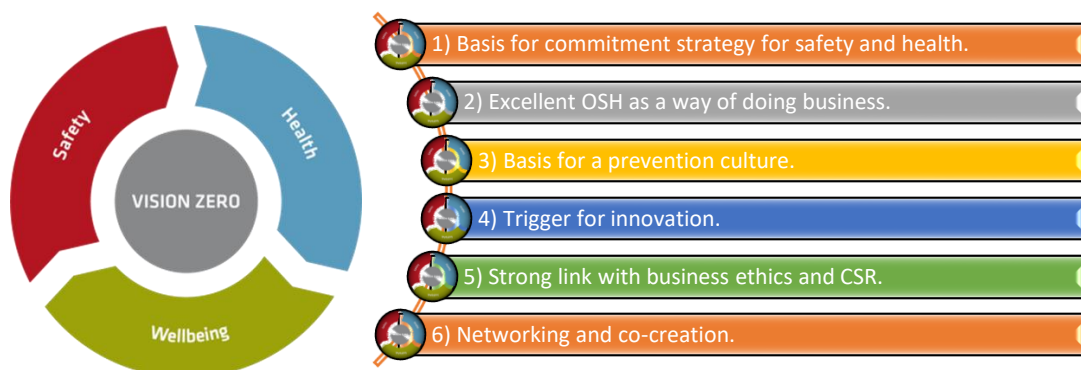 Safety
Health
VISION ZERO
Wellbeing
1) Basis for commitment strategy for safety and health.
2) Excellent OSH as a way of doing business.
3) Basis for a prevention culture.
4) Trigger for innovation.
5) Strong link with business ethics and CSR.
6) Networking and co-creation.